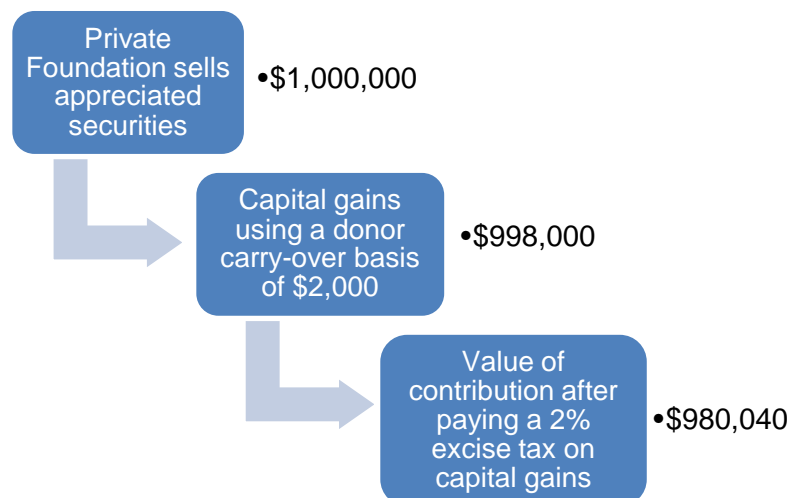 Private
Foundation sells
appreciated
securities
•$1,000,000
Capital gains
using a donor
carry-over basis
of $2,000
•$998,000
Value of
contribution after
paying a 2%
excise tax on
capital gains
•$980,040